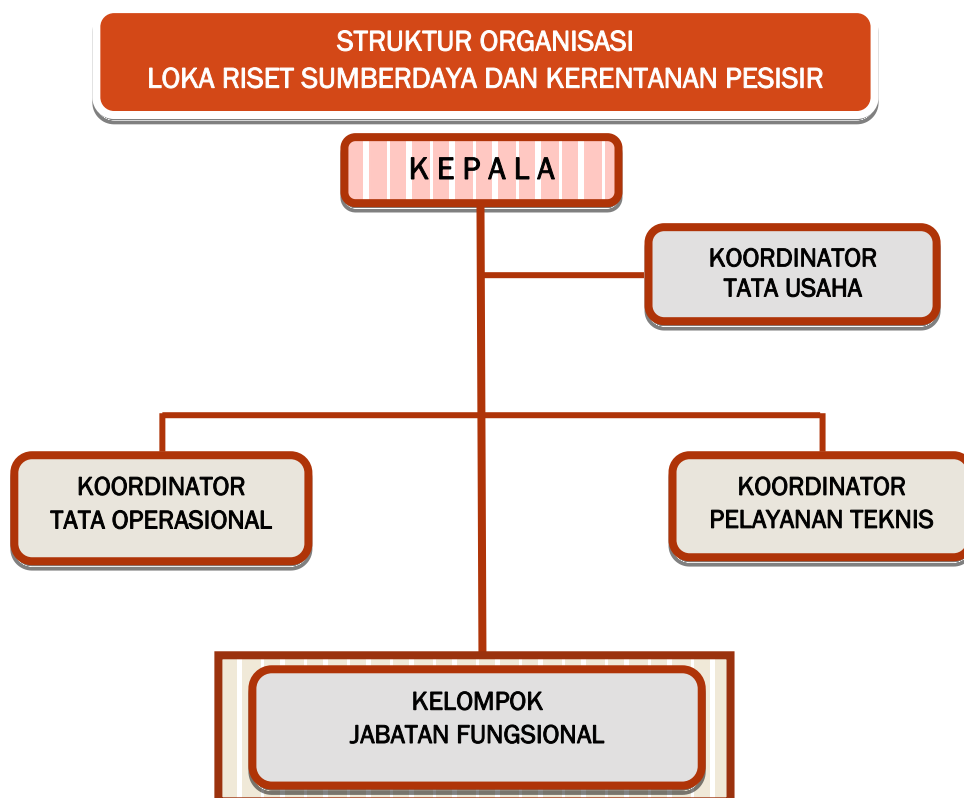 STRUKTUR ORGANISASI
LOKA RISET SUMBERDAYA DAN KERENTANAN PESISIR
KEPALA
KOORDINATOR
TATA USAHA
KOORDINATOR
TATA OPERASIONAL
KOORDINATOR
PELAYANAN TEKNIS
KELOMPOK
JABATAN FUNGSIONAL